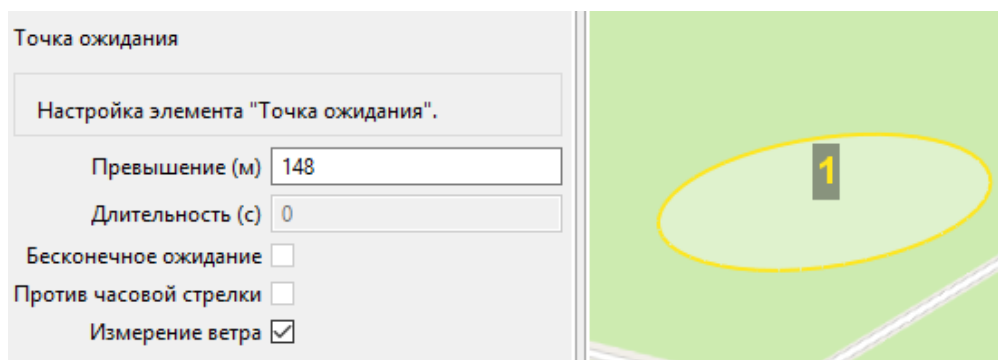 Точка ожидания
Настройка элемента "Точка ожидания".
Превышение (м) 148
Длительность (с) 0
Бесконечное ожидание
Против часовой стрелки
Измерение ветра
1